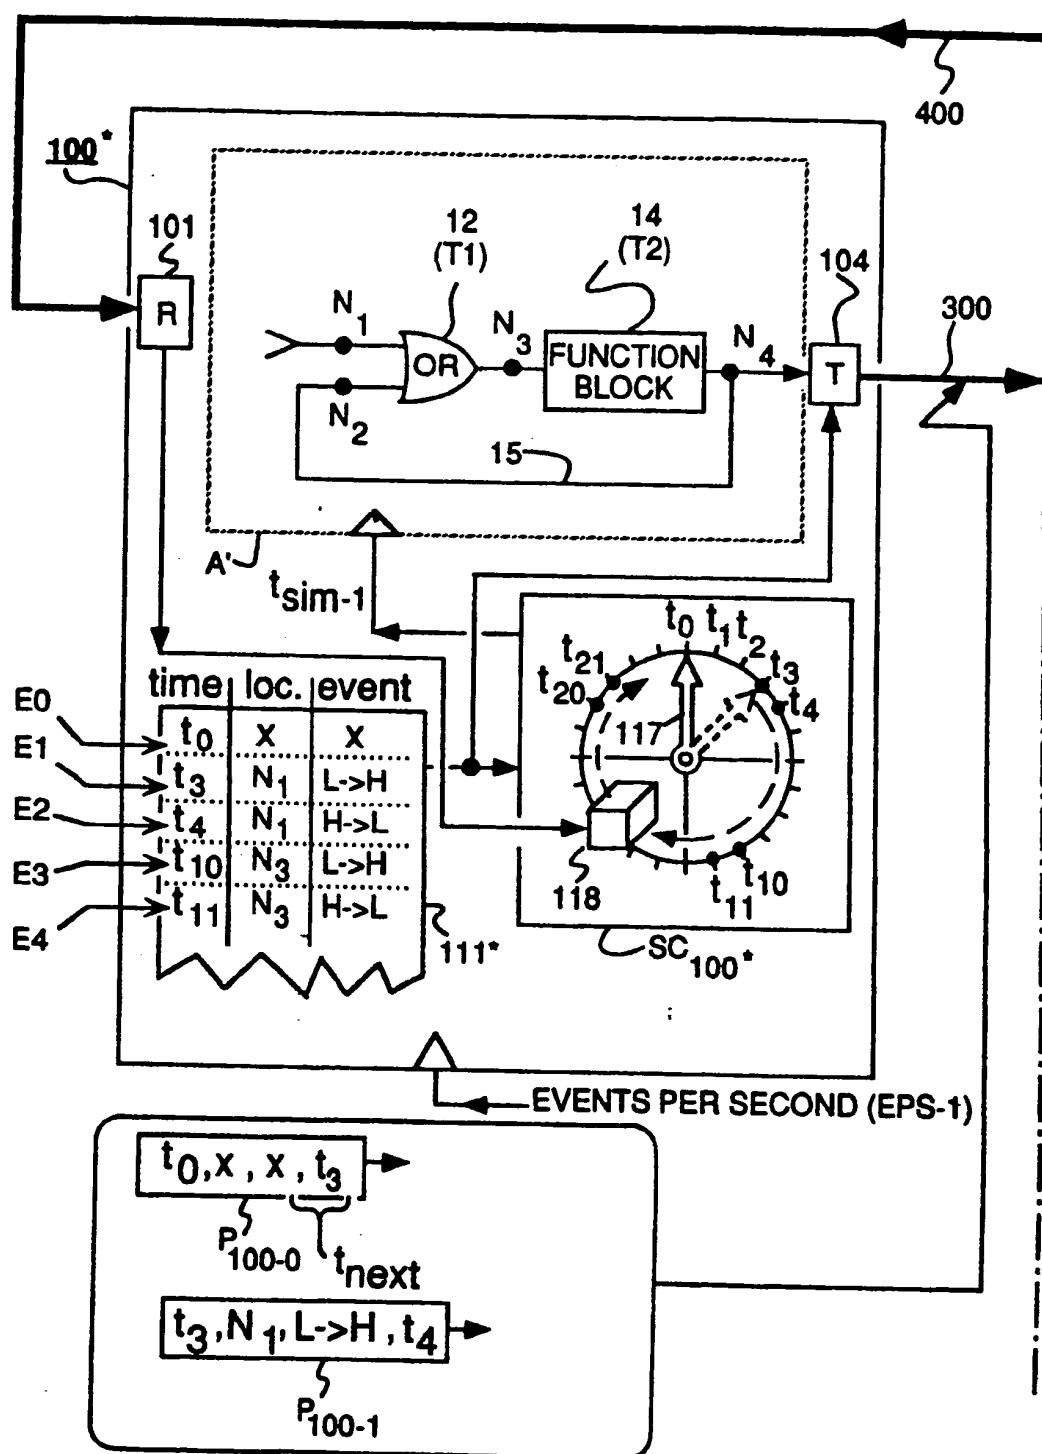 400
100*
101
R
12
(T1)
14
(T2)
104
N1
OR
N3
FUNCTION
BLOCK
N4
T
300
N2
15
A'
tsim-1
t0
t1
t2
t3
t4
t21
t20
117
118
t10
t11
SC100*
time loc. event
E0
t0 X X
E1
t3 N1 L->H
E2
t4 N1 H->L
E3
t10 N3 L->H
E4
t11 N3 H->L
111*
EVENTS PER SECOND (EPS-1)
t0, x, x, t3
P100-0
tnext
t3, N1, L->H, t4
P100-1